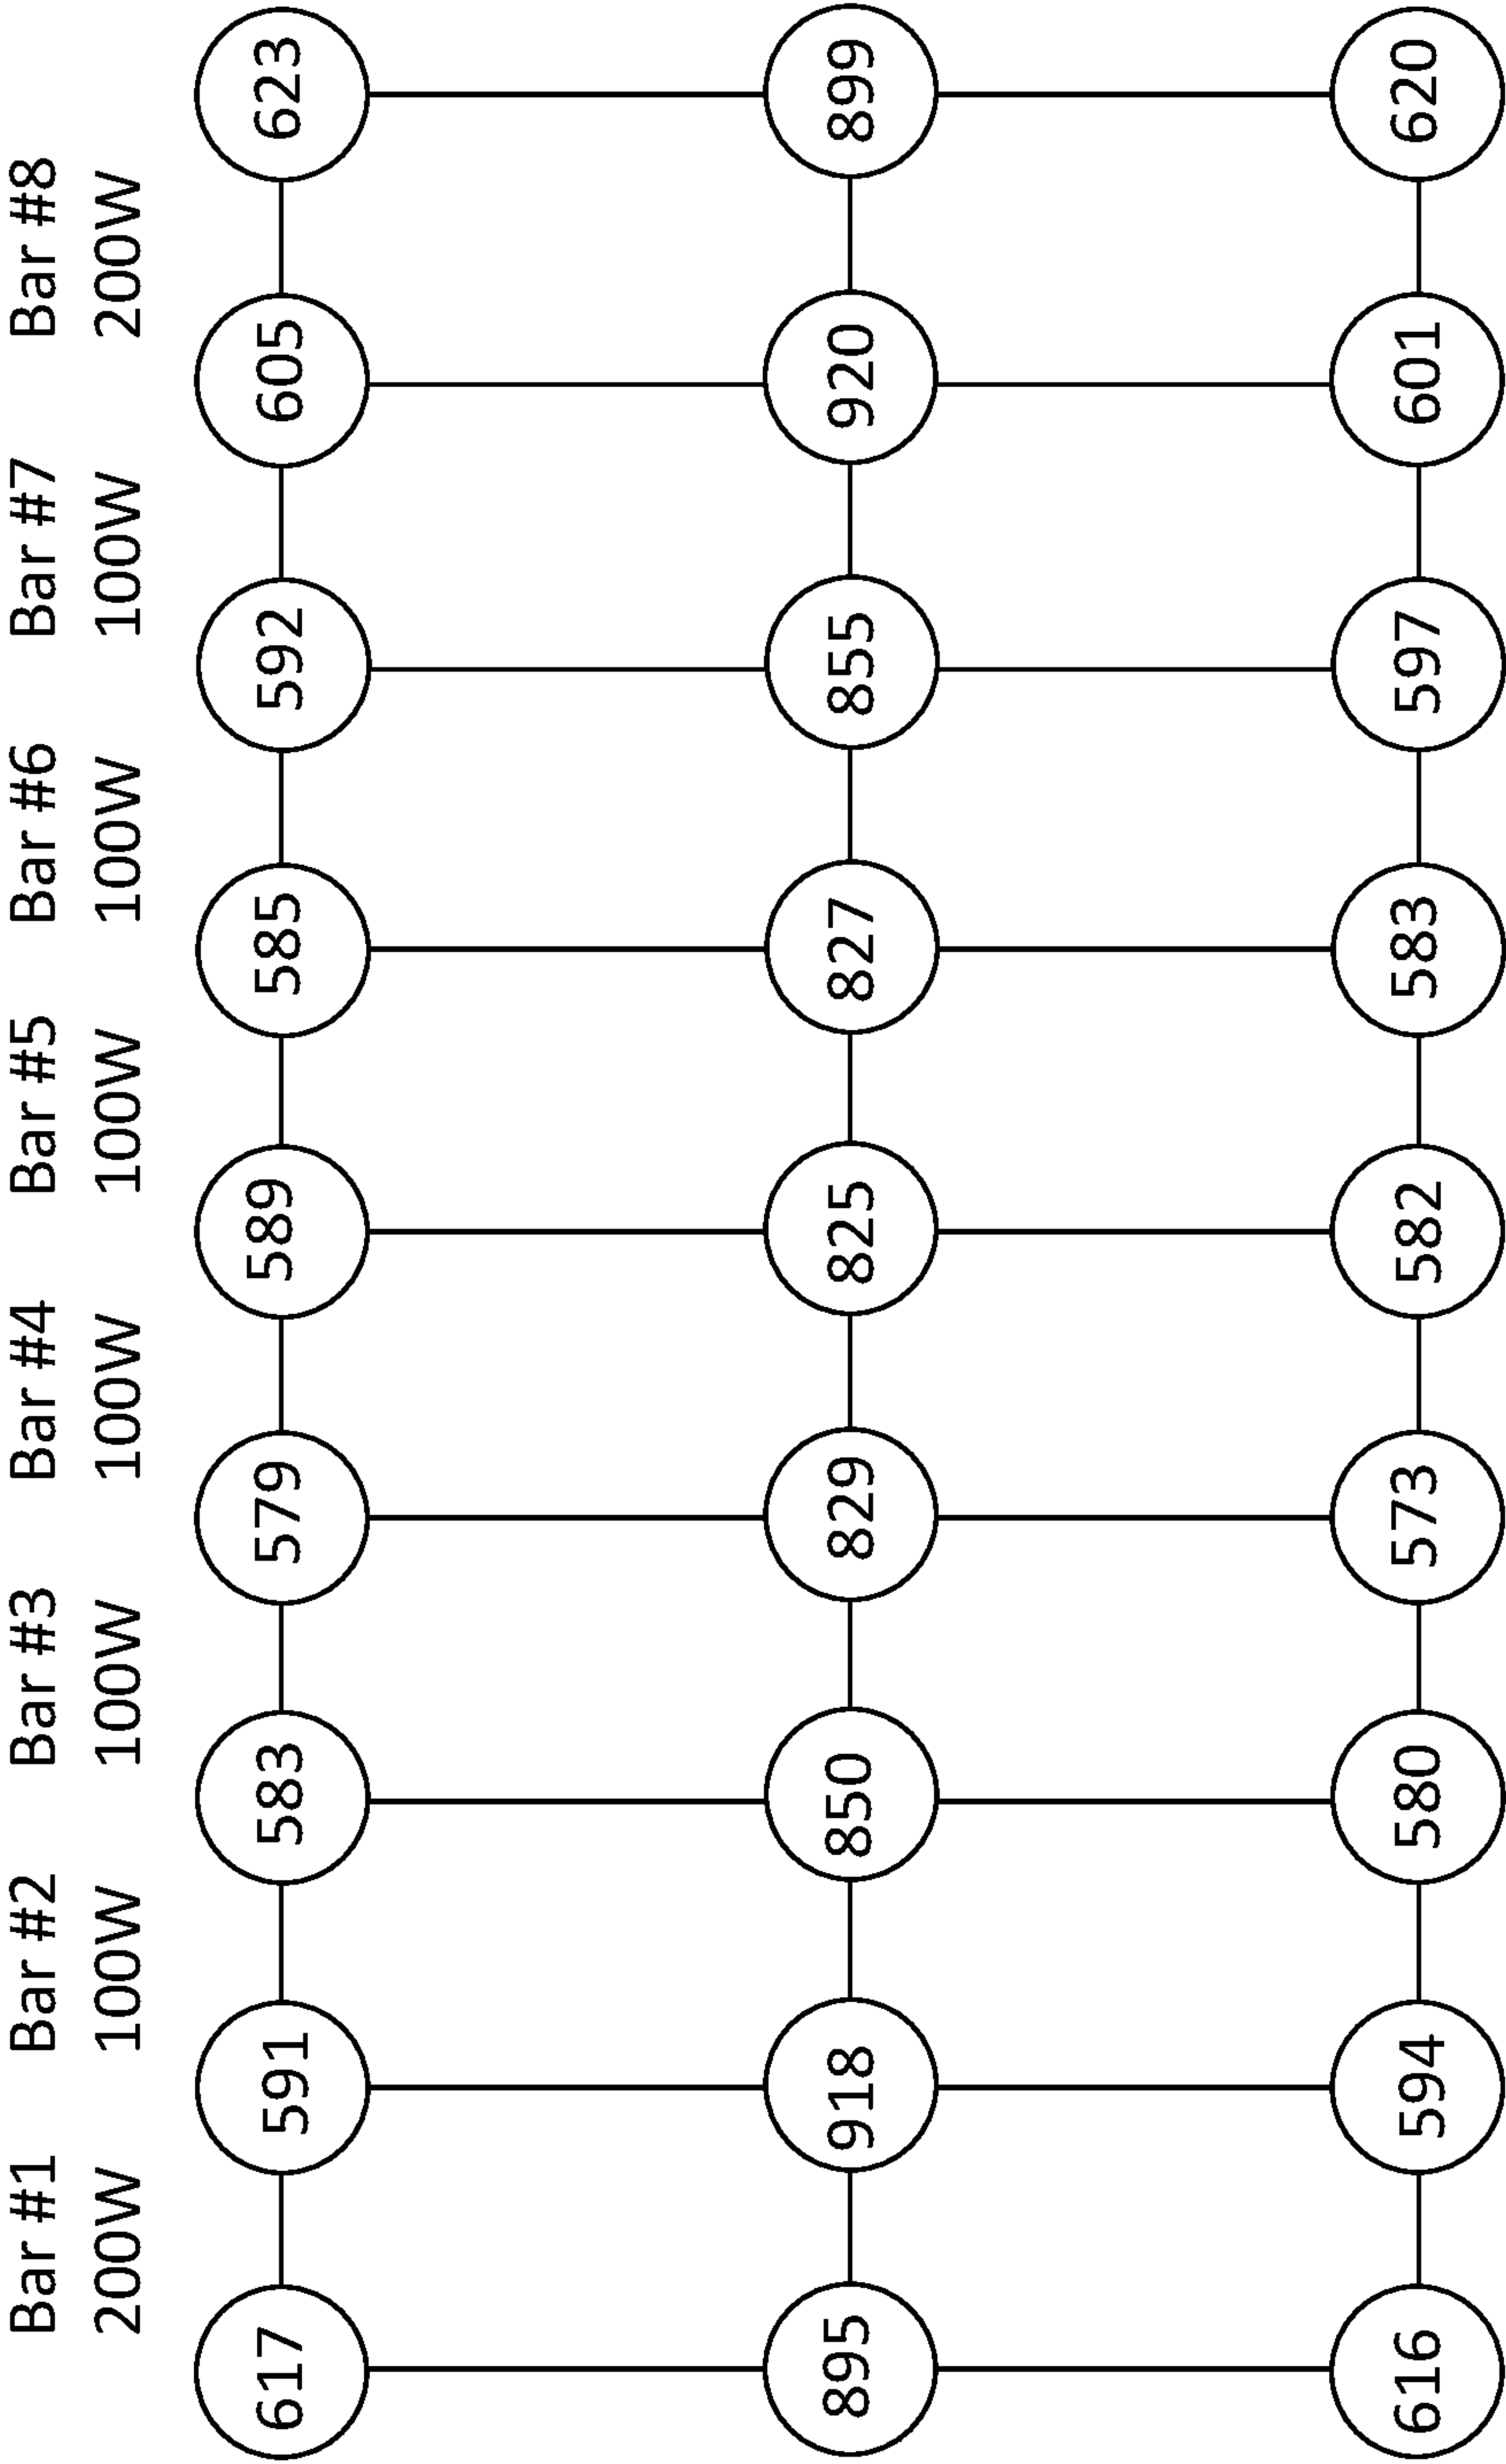 Bar #1 Bar #2 Bar #3 Bar #4 Bar #5 Bar #6 Bar #7 Bar #8
200W 100W 100W 100W 100W 100W 100W 200W
617 591 583 579 589 585 592 605 623
895 918 850 829 825 827 855 920 899
616 594 580 573 582 583 597 601 620